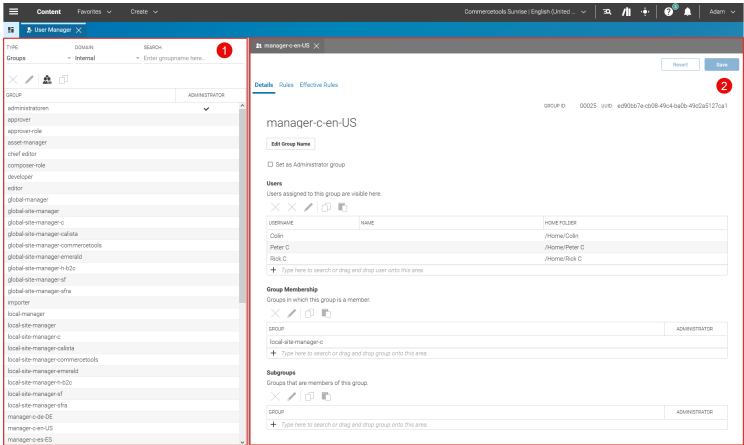 Content Favorites Create Commercetools Sunrise | English (United ... Adam
User Manager
TYPE DOMAIN SEARCH
Groups Internal Enter groupname here...
1
GROUP ADMINISTRATOR
administratoren
approver
approver-role
asset-manager
chief editor
composer-role
developer
editor
global-manager
global-site-manager
global-site-manager-c
global-site-manager-calista
global-site-manager-commercetools
global-site-manager-emerald
global-site-manager-h-b2c
global-site-manager-sf
global-site-manager-sfra
importer
local-manager
local-site-manager
local-site-manager-c
local-site-manager-calista
local-site-manager-commercetools
local-site-manager-emerald
local-site-manager-h-b2c
local-site-manager-sf
local-site-manager-sfra
manager-c-de-DE
manager-c-en-US
manager-c-es-ES
manager-c-en-US
Revert Save
2
Details Rules Effective Rules
GROUP ID: 00025 UUID: ed90bb7e-cb08-49c4-ba0b-49d2a5127ca1
manager-c-en-US
Edit Group Name
Set as Administrator group
Users
Users assigned to this group are visible here.
USERNAME NAME HOME FOLDER
Colin /Home/Colin
Peter C /Home/Peter C
Rick C /Home/Rick C
+ Type here to search or drag and drop user onto this area
Group Membership
Groups in which this group is a member.
GROUP ADMINISTRATOR
local-site-manager-c
+ Type here to search or drag and drop group onto this area
Subgroups
Groups that are members of this group.
GROUP ADMINISTRATOR
+ Type here to search or drag and drop group onto this area